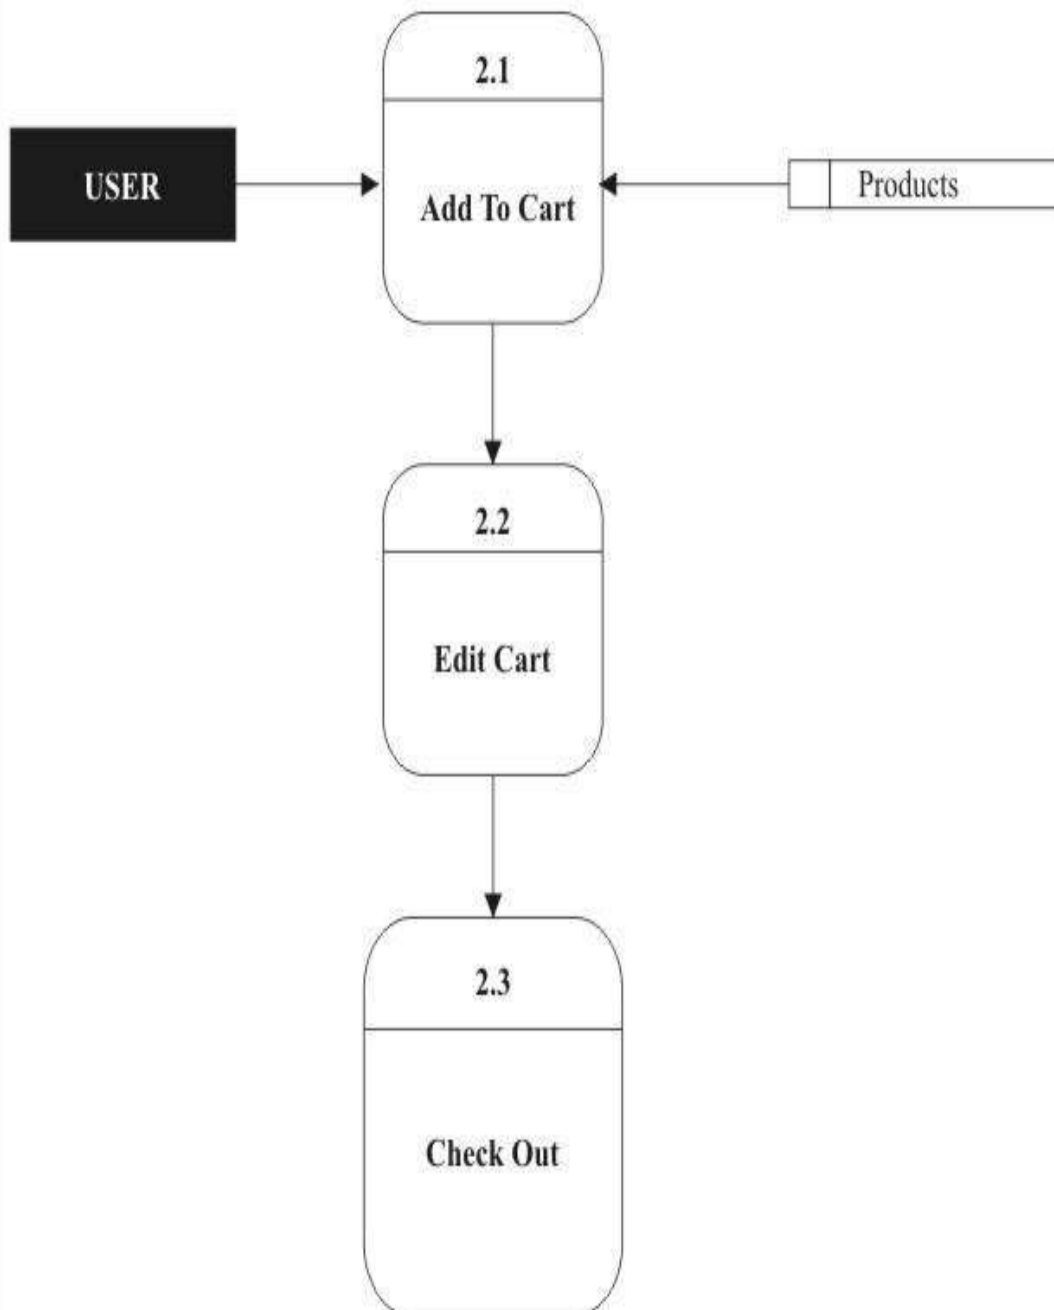 2.1
USER
Add To Cart
Products
2.2
Edit Cart
2.3
Check Out